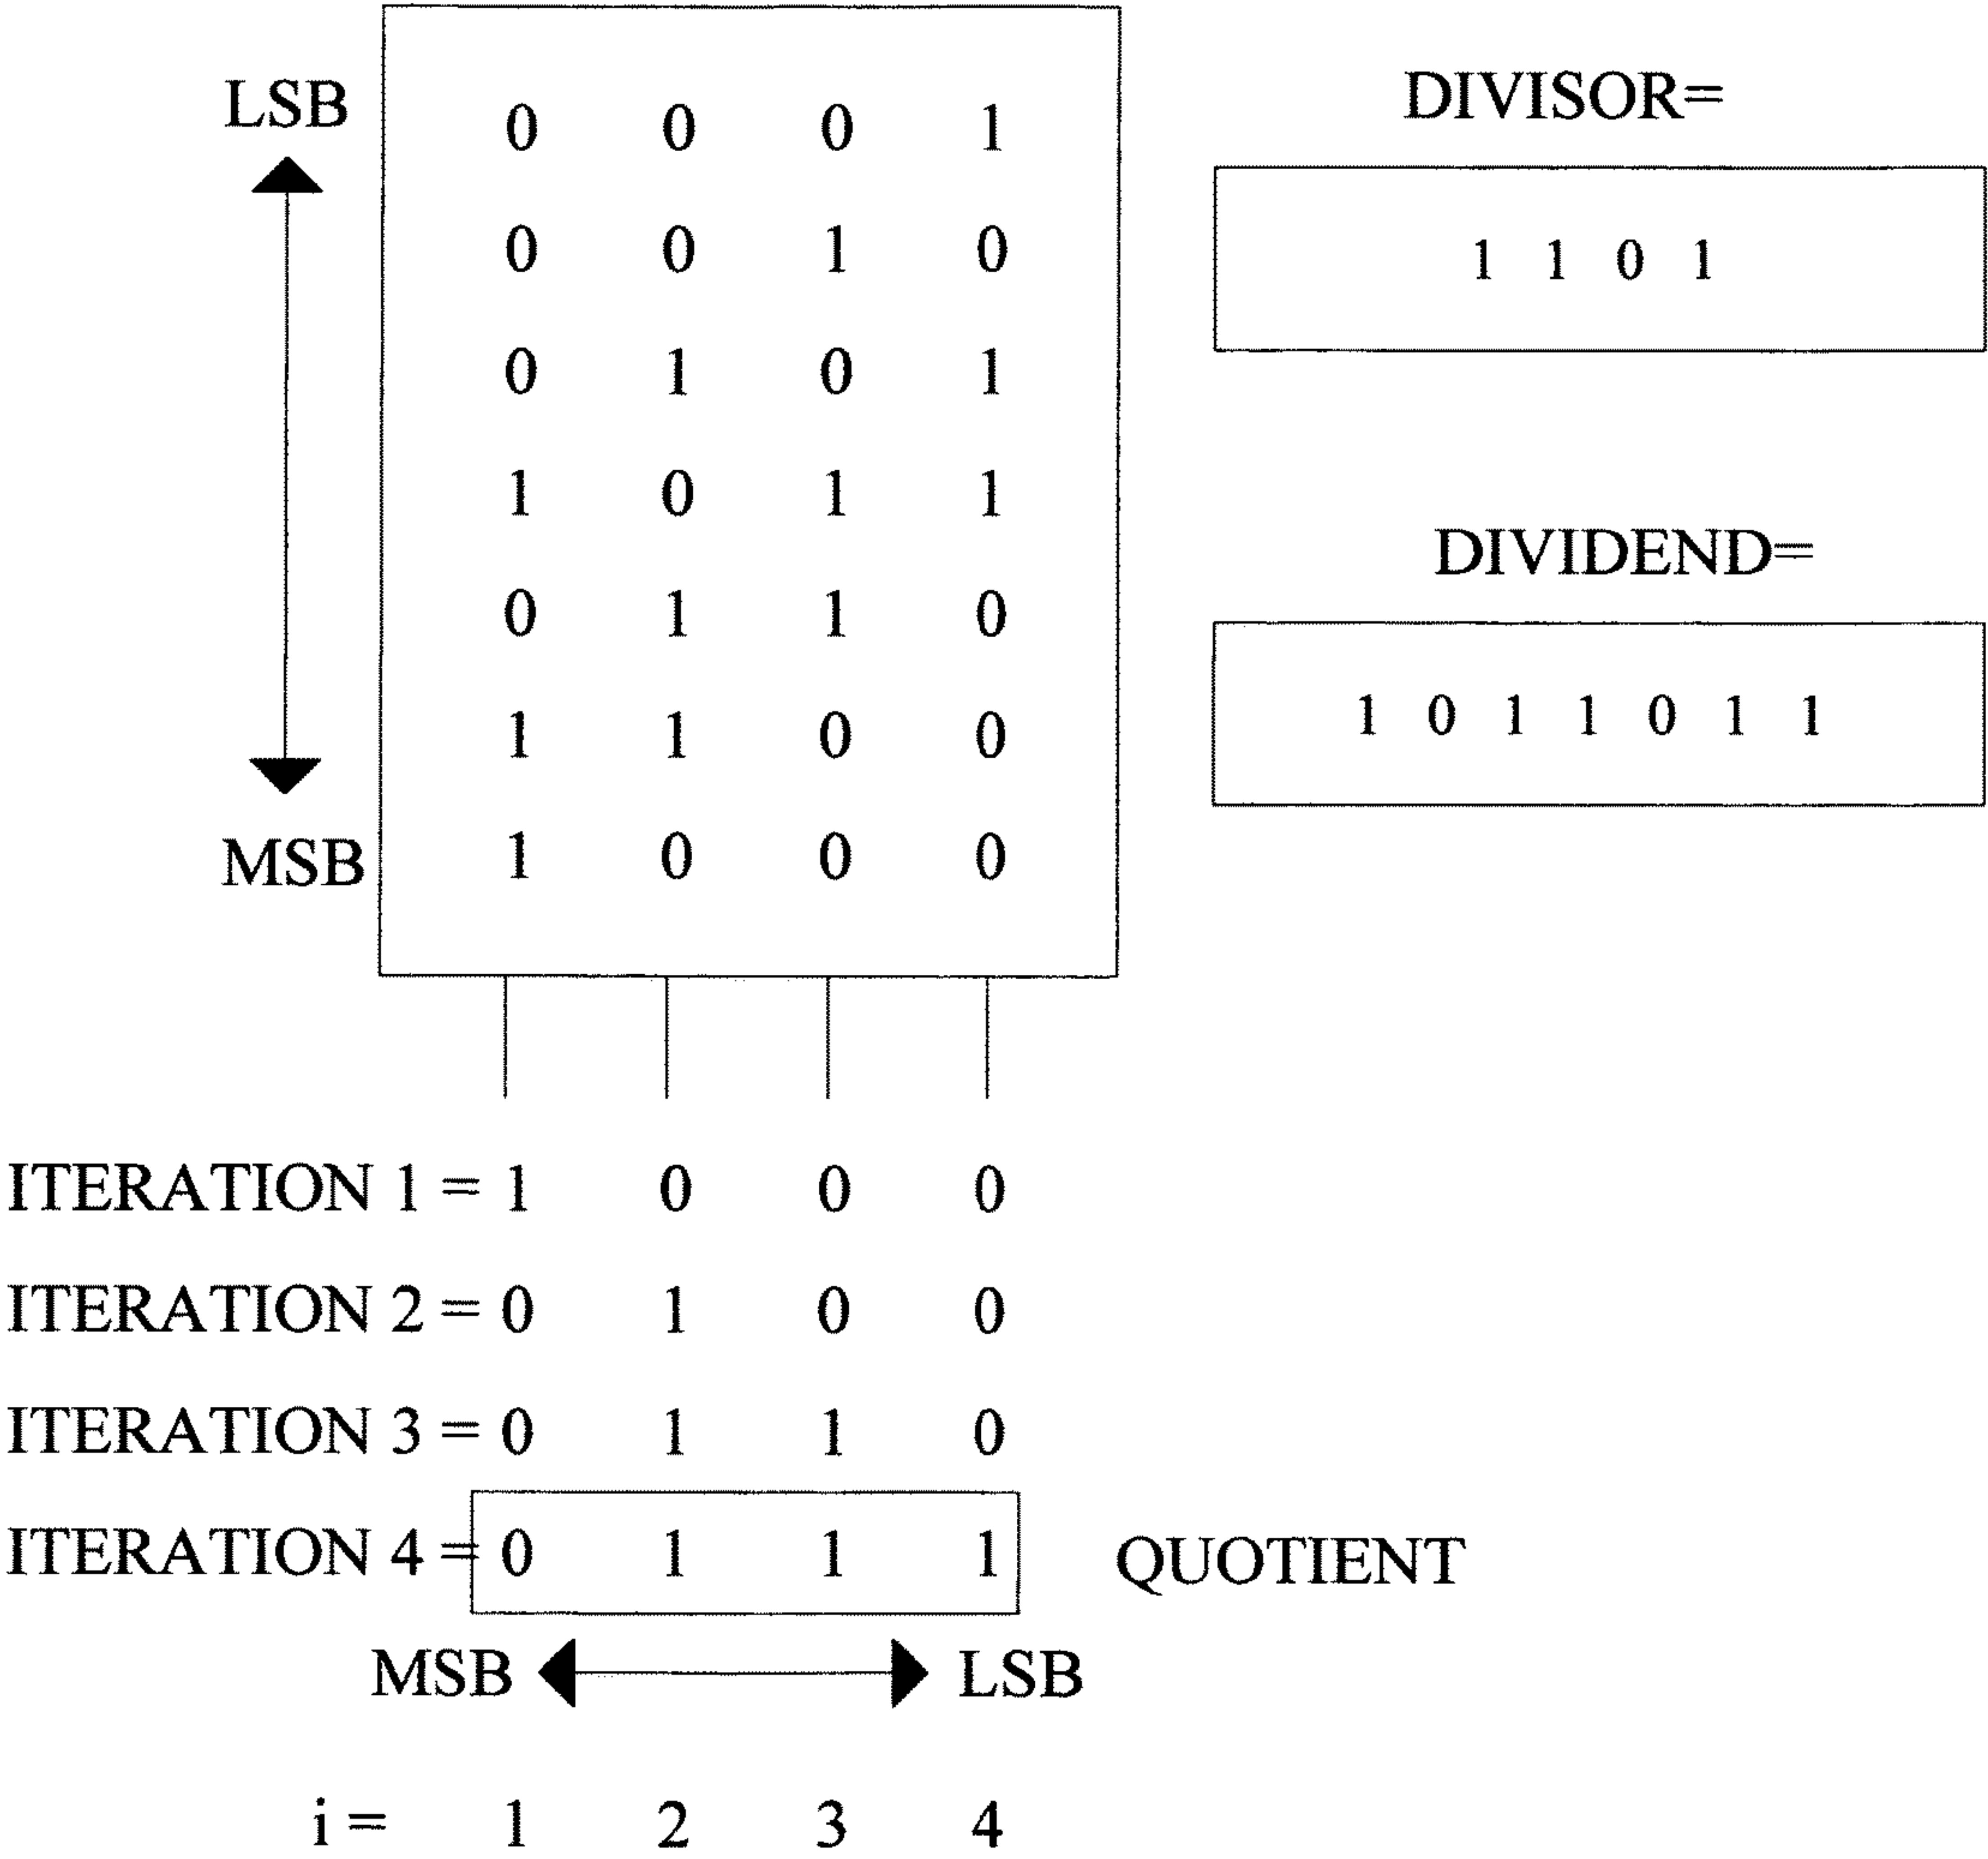 LSB
0 0 0 1
0 0 1 0
0 1 0 1
1 0 1 1
0 1 1 0
1 1 0 0
MSB
1 0 0 0
DIVISOR=
1 1 0 1
DIVIDEND=
1 0 1 1 0 1 1
ITERATION 1 = 1 0 0 0
ITERATION 2 = 0 1 0 0
ITERATION 3 = 0 1 1 0
ITERATION 4 = 0 1 1 1 QUOTIENT
MSB LSB
i = 1 2 3 4